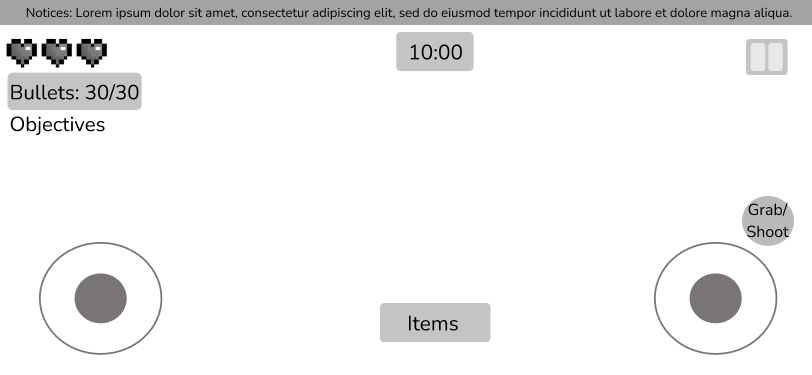 Notices: Lorem ipsum dolor sit amet, consectetur adipiscing elit, sed do eiusmod tempor incididunt ut labore et dolore magna aliqua.
10:00
Bullets: 30/30
Objectives
Grab/
Shoot
Items